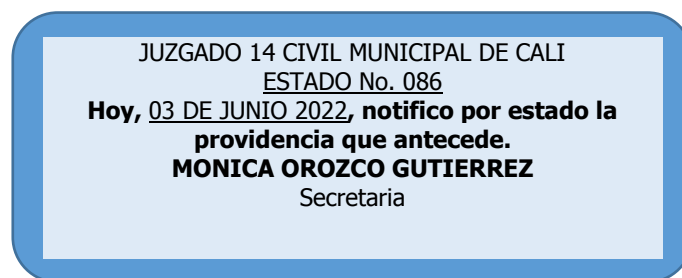 JUZGADO 14 CIVIL MUNICIPAL DE CALI
ESTADO No. 086
Hoy, 03 DE JUNIO 2022, notifico por estado la
providencia que antecede.
MONICA OROZCO GUTIERREZ
Secretaria